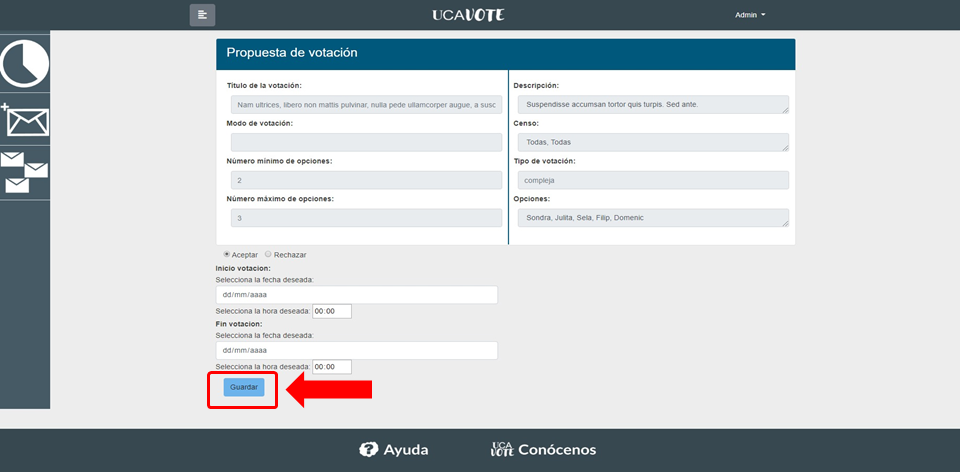 UCAVOTE
Admin
Propuesta de votación
Título de la votación:
Nam ultrices, libero non mattis pulvinar, nulla pede ullamcorper augue, a susc
Modo de votación:
Número mínimo de opciones:
2
Número máximo de opciones:
3
Descripción:
Suspendisse accumsan tortor quis turpis. Sed ante.
Censo:
Todas, Todas
Tipo de votación:
compleja
Opciones:
Sondra, Julita, Sela, Filip, Domenic
Aceptar Rechazar
Inicio votacion:
Selecciona la fecha deseada:
dd/mm/aaaa
Selecciona la hora deseada: 00:00
Fin votacion:
Selecciona la fecha deseada:
dd/mm/aaaa
Selecciona la hora deseada: 00:00
Guardar
? Ayuda
UCA VOTE Conócenos